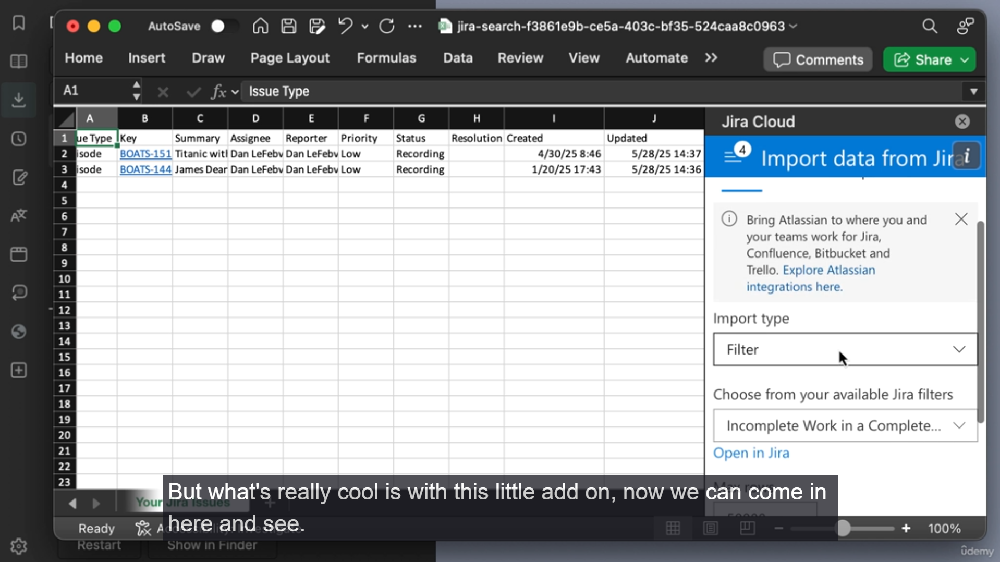 AutoSave
jira-search-f3861e9b-ce5a-403c-bf35-524caa8c0963
Home Insert Draw Page Layout Formulas Data Review View Automate >> Comments Share
A1 fx Issue Type
A B C D E F G H I J
1 ue Type Key Summary Assignee Reporter Priority Status Resolution Created Updated
2 isode BOATS-151 Titanic wit Dan LeFebv Dan LeFebv Low Recording 4/30/25 8:46 5/28/25 14:37
3 isode BOATS-144 James Dear Dan LeFebv Dan LeFebv Low Recording 1/20/25 17:43 5/28/25 14:36
4
5
6
7
8
9
10
11
12
13
14
15
16
17
18
19
20
21
22
23
Jira Cloud
4 Import data from Jira
Bring Atlassian to where you and
your teams work for Jira,
Confluence, Bitbucket and
Trello. Explore Atlassian
integrations here.
Import type
Filter
Choose from your available Jira filters
Incomplete Work in a Complete...
Open in Jira
Max rows
Your Jira Issues
But what's really cool is with this little add on, now we can come in
here and see.
Ready
100%
Restart Show in Finder
ûdemy